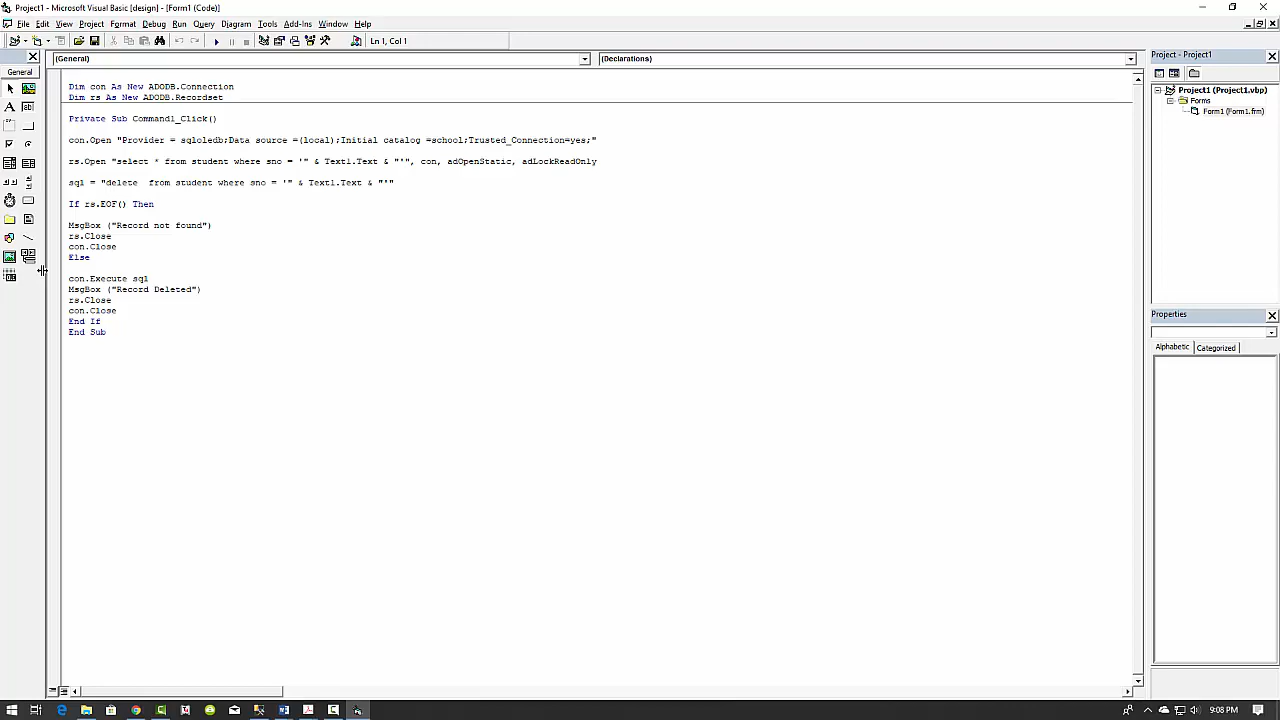 Project1 - Microsoft Visual Basic [design] - [Form1 (Code)]
File Edit View Project Format Debug Run Query Diagram Tools Add-Ins Window Help
Ln 1, Col 1
General
(General) (Declarations)
Dim con As New ADODB.Connection
Dim rs As New ADODB.Recordset
Private Sub Command1_Click()
con.Open "Provider = sqloledb;Data source =(local);Initial catalog =school;Trusted_Connection=yes;"
rs.Open "select * from student where sno = '" & Text1.Text & "'", con, adOpenStatic, adLockReadOnly
sql = "delete  from student where sno = '" & Text1.Text & "'"
If rs.EOF() Then
MsgBox ("Record not found")
rs.Close
con.Close
Else
con.Execute sql
MsgBox ("Record Deleted")
rs.Close
con.Close
End If
End Sub
Project - Project1
Project1 (Project1.vbp)
Forms
Form1 (Form1.frm)
Properties
Alphabetic Categorized
9:08 PM